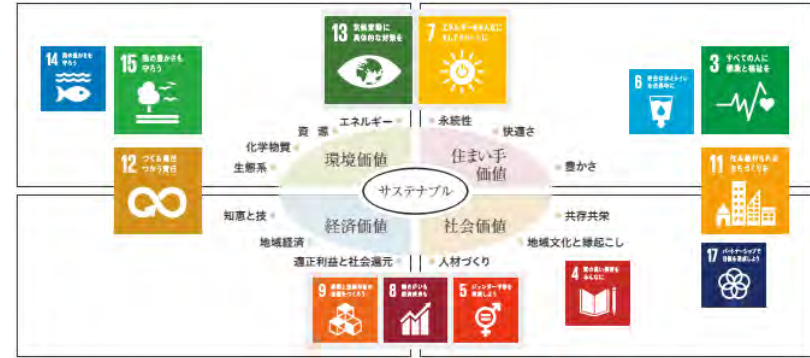 13 気候変動に
具体的な対策を
7 エネルギーをみんなに
そしてクリーンに
14 海の豊かさを
守ろう
15 陸の豊かさも
守ろう
6 安全な水とトイレ
を世界中に
3 すべての人に
健康と福祉を
エネルギー
永続性
資 源
快適さ
化学物質
環境価値
住まい手
価値
生態系
豊かさ
12 つくる責任
つかう責任
11 住み続けられる
まちづくりを
サステナブル
知恵と技
経済価値
社会価値
共存共栄
地域経済
地域文化と縁起こし
適正利益と社会還元
人材づくり
17 パートナーシップで
目標を達成しよう
9 産業と技術革新の
基盤をつくろう
8 働きがいも
経済成長も
5 ジェンダー平等を
実現しよう
4 質の高い教育を
みんなに